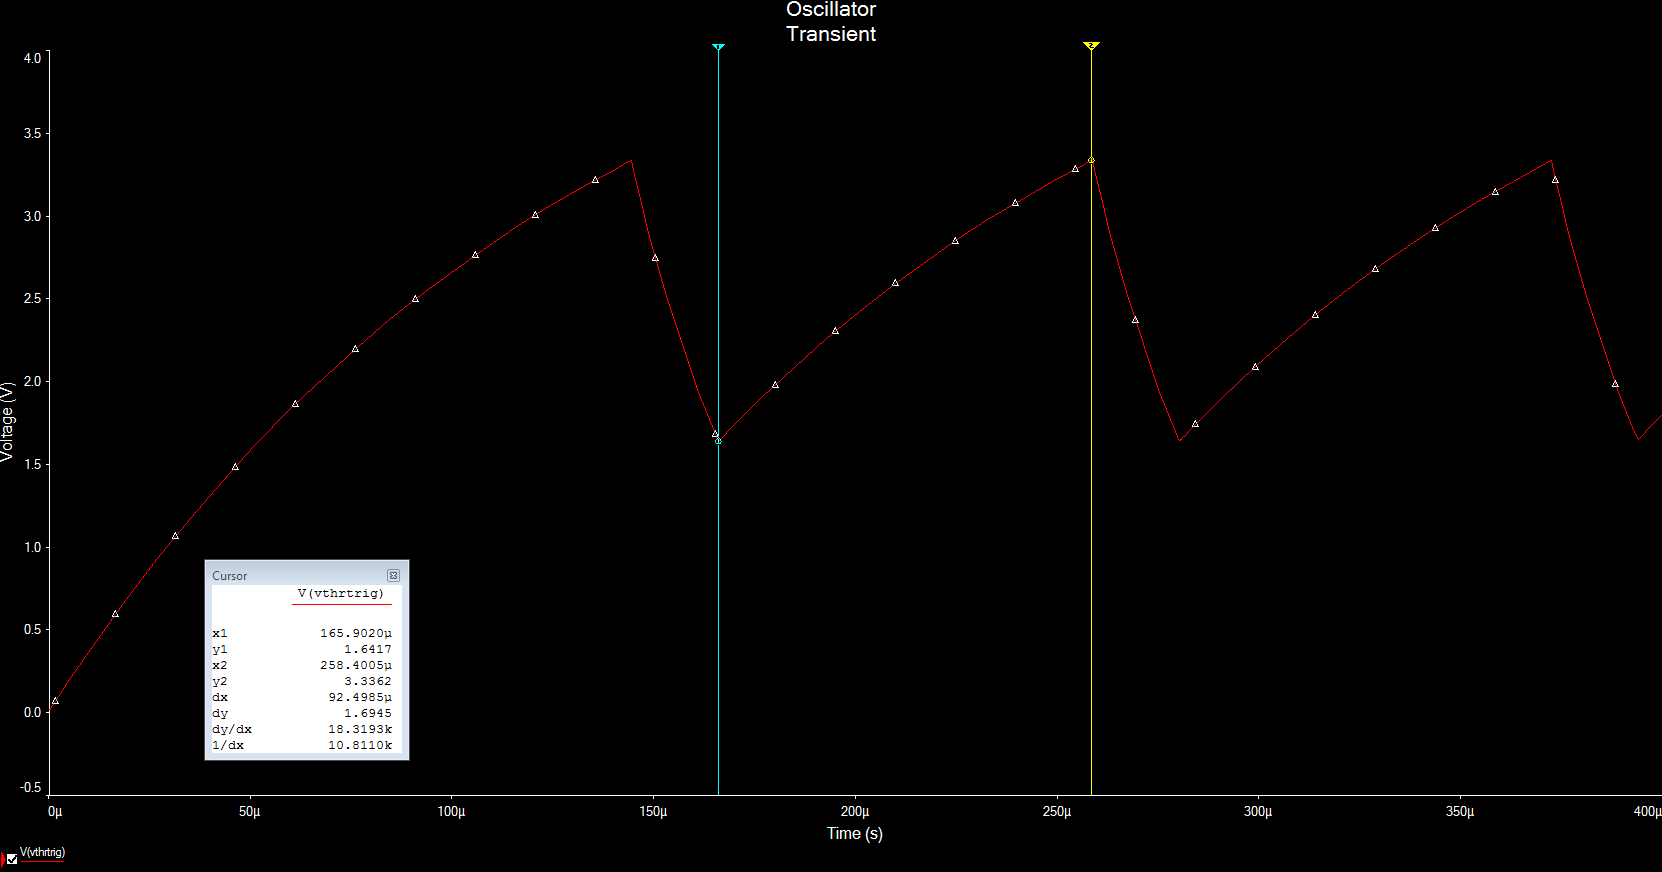 Oscillator
Transient
1
2
4.0
3.5
3.0
2.5
2.0
1.5
1.0
0.5
0.0
-0.5
Voltage (V)
Cursor
V(vthrtrig)
x1 165.9020µ
y1 1.6417
x2 258.4005µ
y2 3.3362
dx 92.4985µ
dy 1.6945
dy/dx 18.3193k
1/dx 10.8110k
0µ 50µ 100µ 150µ 200µ 250µ 300µ 350µ 400µ
Time (s)
V(vthrtrig)